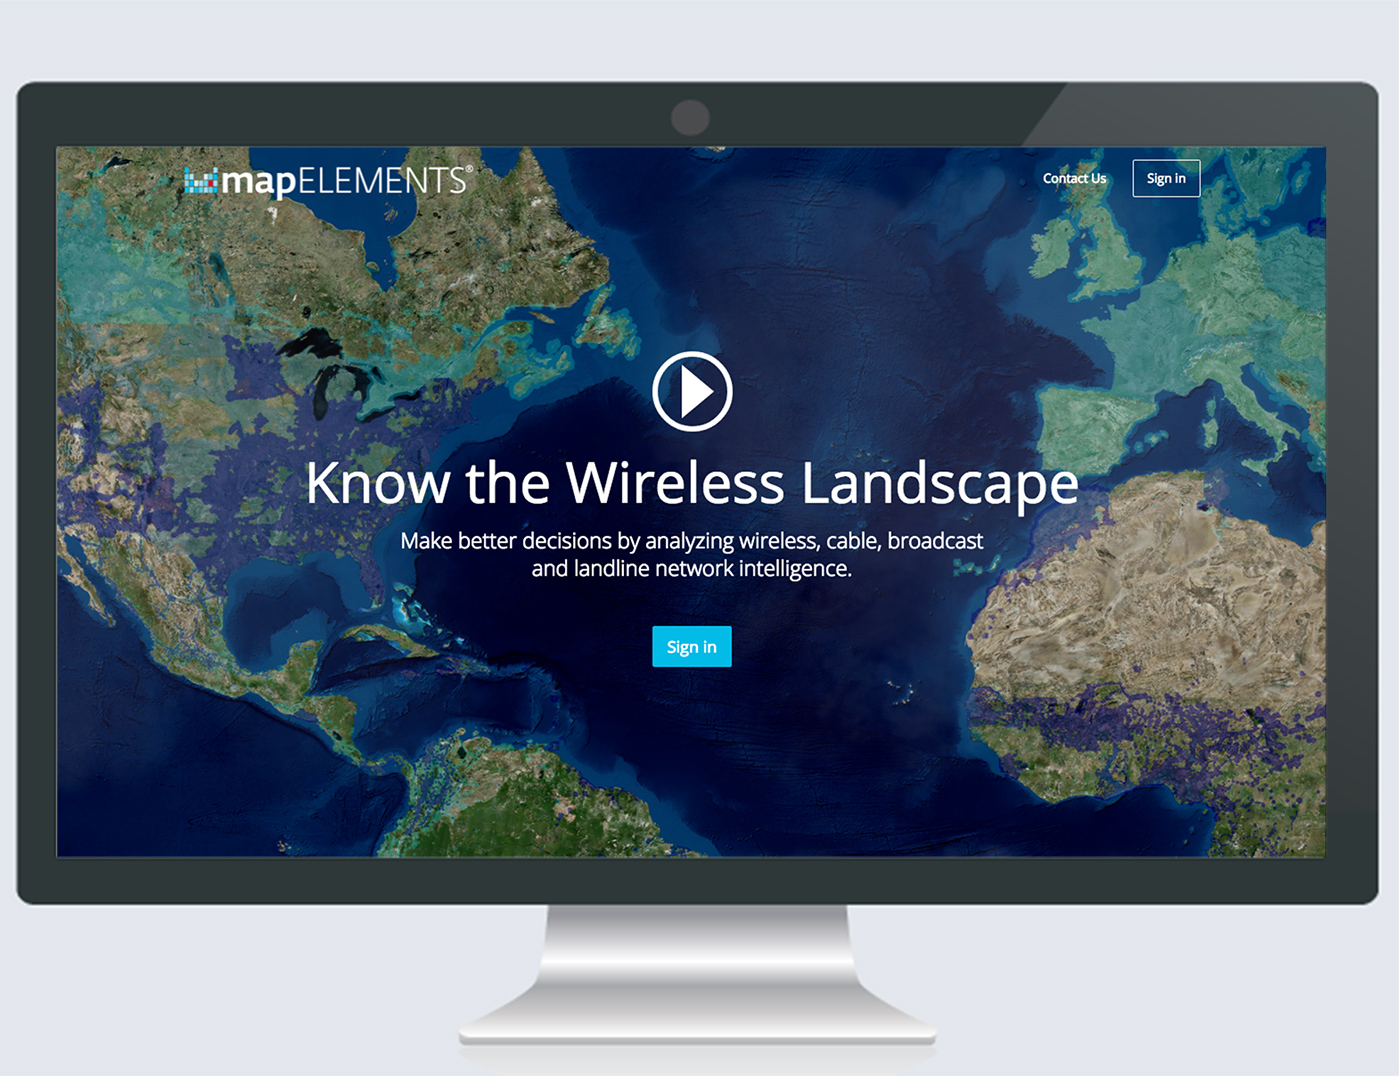 mapELEMENTS®
Contact Us
Sign in
Know the Wireless Landscape
Make better decisions by analyzing wireless, cable, broadcast
and landline network intelligence.
Sign in